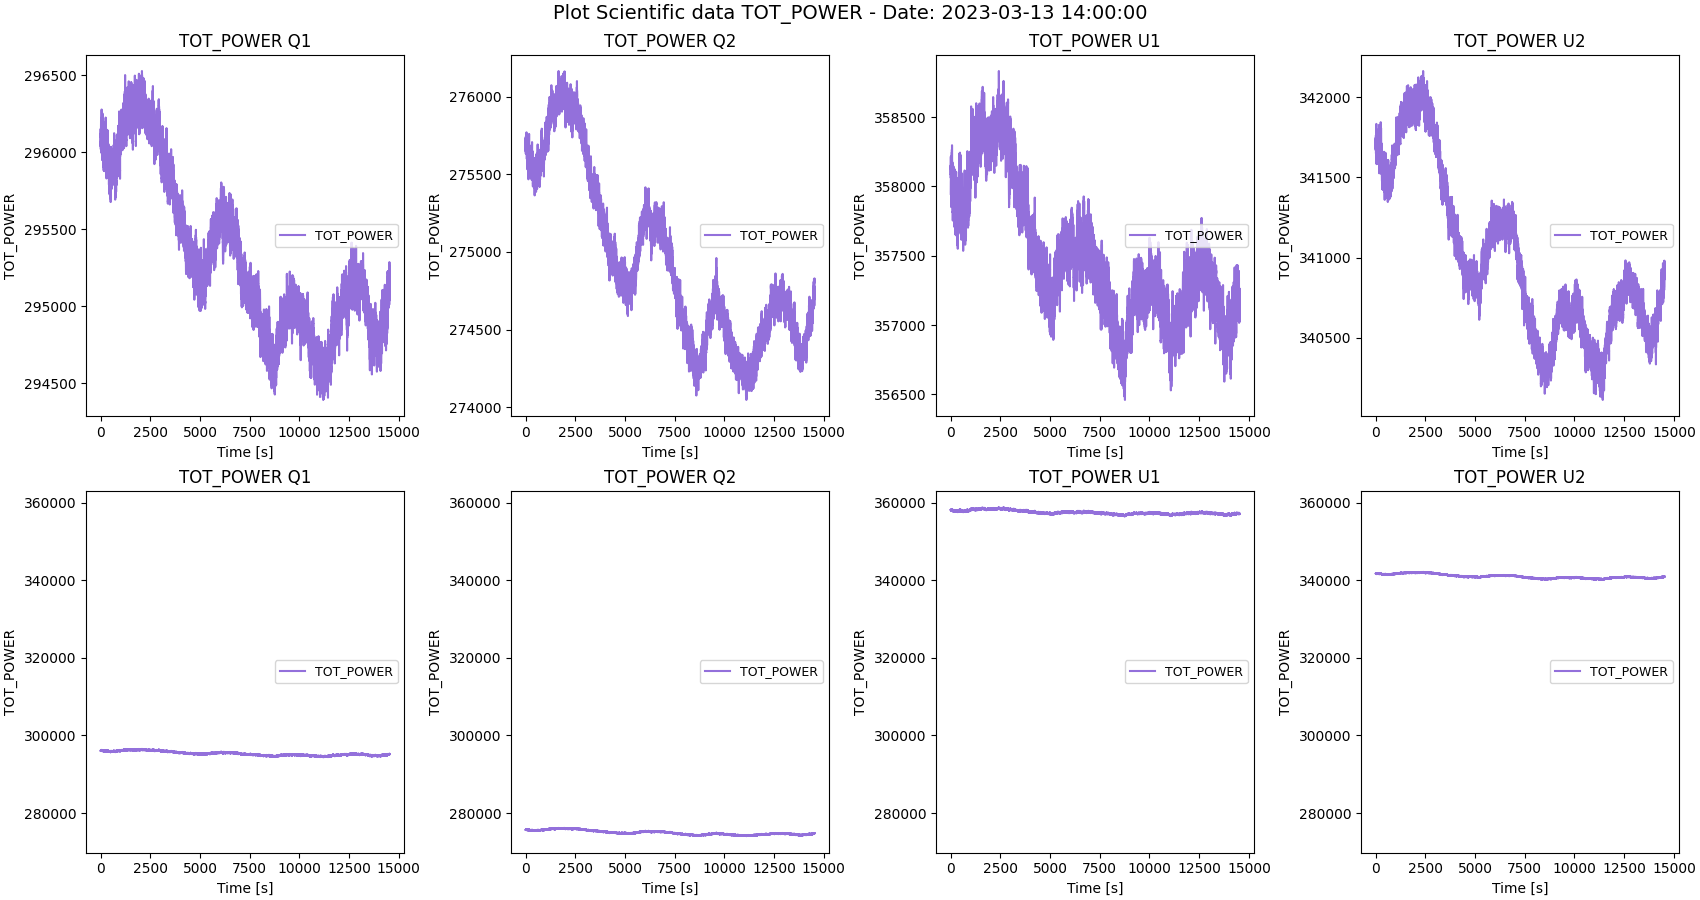 Plot Scientific data TOT_POWER - Date: 2023-03-13 14:00:00
TOT_POWER Q1
296500
296000
295500
295000
294500
TOT_POWER
TOT_POWER
0 2500 5000 7500 10000 12500 15000
Time [s]
TOT_POWER Q2
276000
275500
275000
274500
274000
TOT_POWER
TOT_POWER
0 2500 5000 7500 10000 12500 15000
Time [s]
TOT_POWER U1
358500
358000
357500
357000
356500
TOT_POWER
TOT_POWER
0 2500 5000 7500 10000 12500 15000
Time [s]
TOT_POWER U2
342000
341500
341000
340500
TOT_POWER
TOT_POWER
0 2500 5000 7500 10000 12500 15000
Time [s]
TOT_POWER Q1
360000
340000
320000
300000
280000
TOT_POWER
TOT_POWER
0 2500 5000 7500 10000 12500 15000
Time [s]
TOT_POWER Q2
360000
340000
320000
300000
280000
TOT_POWER
TOT_POWER
0 2500 5000 7500 10000 12500 15000
Time [s]
TOT_POWER U1
360000
340000
320000
300000
280000
TOT_POWER
TOT_POWER
0 2500 5000 7500 10000 12500 15000
Time [s]
TOT_POWER U2
360000
340000
320000
300000
280000
TOT_POWER
TOT_POWER
0 2500 5000 7500 10000 12500 15000
Time [s]